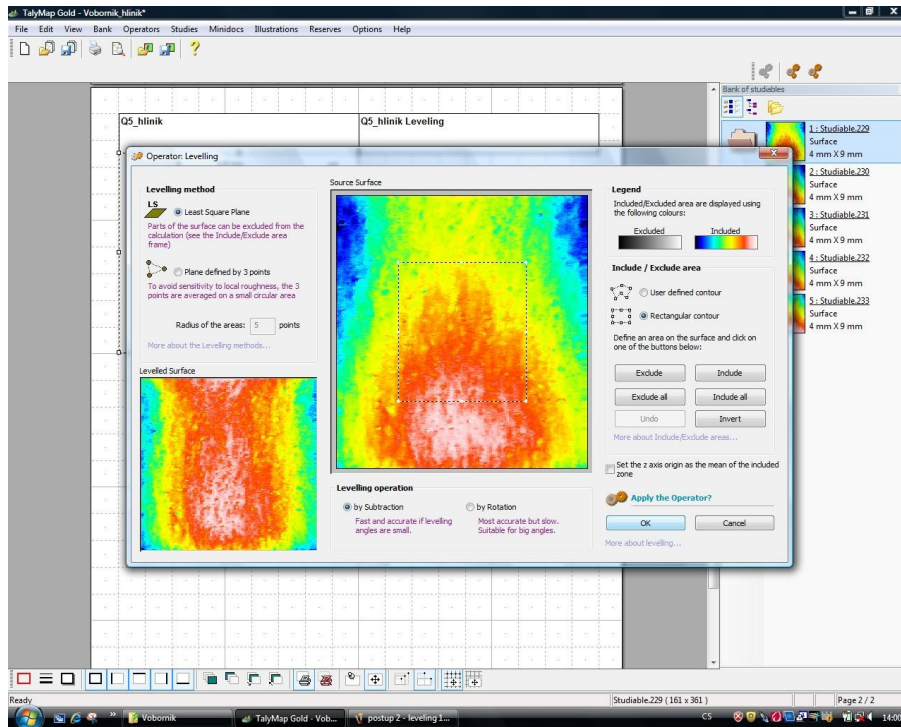 TalyMap Gold - Vobornik_hlinik*
File Edit View Bank Operators Studies Minidocs Illustrations Reserves Options Help
Bank of studiables
Q5_hlinik
Q5_hlinik Leveling
1 : Studiable.229
Surface
4 mm X 9 mm
2 : Studiable.230
Surface
4 mm X 9 mm
3 : Studiable.231
Surface
4 mm X 9 mm
4 : Studiable.232
Surface
4 mm X 9 mm
5 : Studiable.233
Surface
4 mm X 9 mm
Operator: Levelling
Levelling method
LS
Least Square Plane
Parts of the surface can be excluded from the
calculation (see the Include/Exclude area
frame)
Plane defined by 3 points
To avoid sensitivity to local roughness, the 3
points are averaged on a small circular area
Radius of the areas: 5 points
More about the Levelling methods...
Levelled Surface
Source Surface
Levelling operation
by Subtraction
Fast and accurate if levelling
angles are small.
by Rotation
Most accurate but slow.
Suitable for big angles.
Legend
Included/Excluded area are displayed using
the following colours:
Excluded Included
Include / Exclude area
User defined contour
Rectangular contour
Define an area on the surface and click on
one of the buttons below:
Exclude Include
Exclude all Include all
Undo Invert
More about Include/Exclude areas...
Set the z axis origin as the mean of the included
zone
Apply the Operator?
OK Cancel
More about levelling...
Ready
Studiable.229 ( 161 x 361 )
Page 2 / 2
Vobornik
TalyMap Gold - Vob...
postup 2 - leveling 1...
CS
14:00